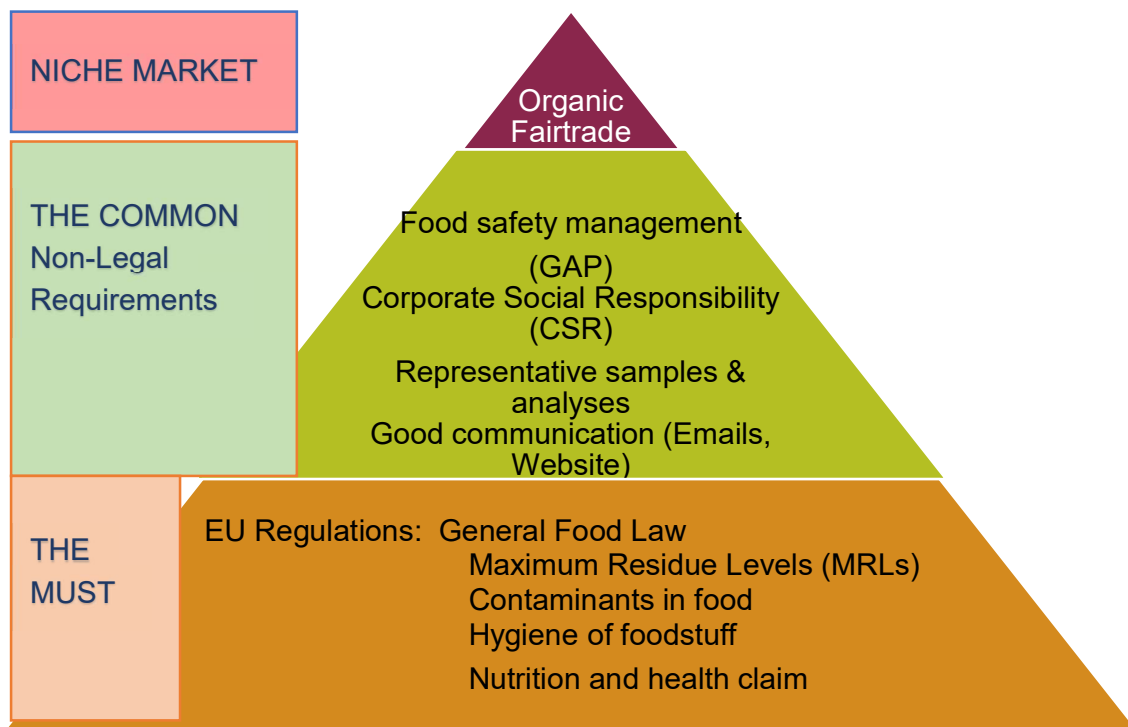 NICHE MARKET
Organic
Fairtrade
THE COMMON
Non-Legal
Requirements
Food safety management
(GAP)
Corporate Social Responsibility
(CSR)
Representative samples &
analyses
Good communication (Emails,
Website)
THE
MUST
EU Regulations: General Food Law
Maximum Residue Levels (MRLs)
Contaminants in food
Hygiene of foodstuff
Nutrition and health claim